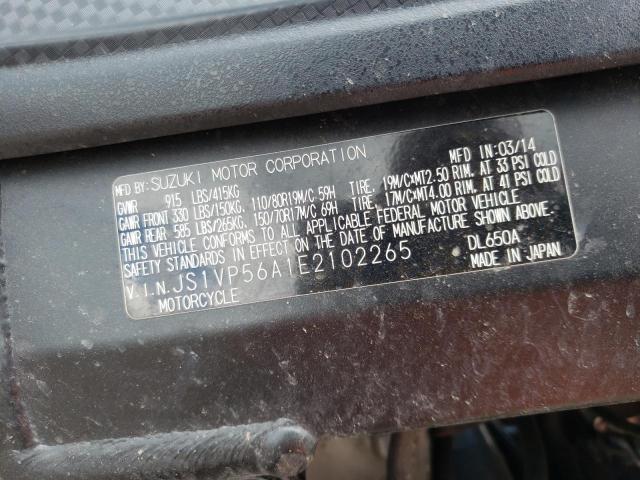 MFD BY:SUZUKI MOTOR CORPORATION MFD IN:03/14
GVWR 915 LBS/415KG
GAWR FRONT 330 LBS/150KG, 110/80R19M/C 59H TIRE, 19M/C×MT2.50 RIM, AT 33 PSI COLD
GAWR REAR 585 LBS/265KG, 150/70R17M/C 69H TIRE, 17M/C×MT4.00 RIM, AT 41 PSI COLD
THIS VEHICLE CONFORMS TO ALL APPLICABLE FEDERAL MOTOR VEHICLE
SAFETY STANDARDS IN EFFECT ON THE DATE OF MANUFACTURE SHOWN ABOVE.
V.I.N.JS1VP56A1E2102265 DL650A
MOTORCYCLE MADE IN JAPAN